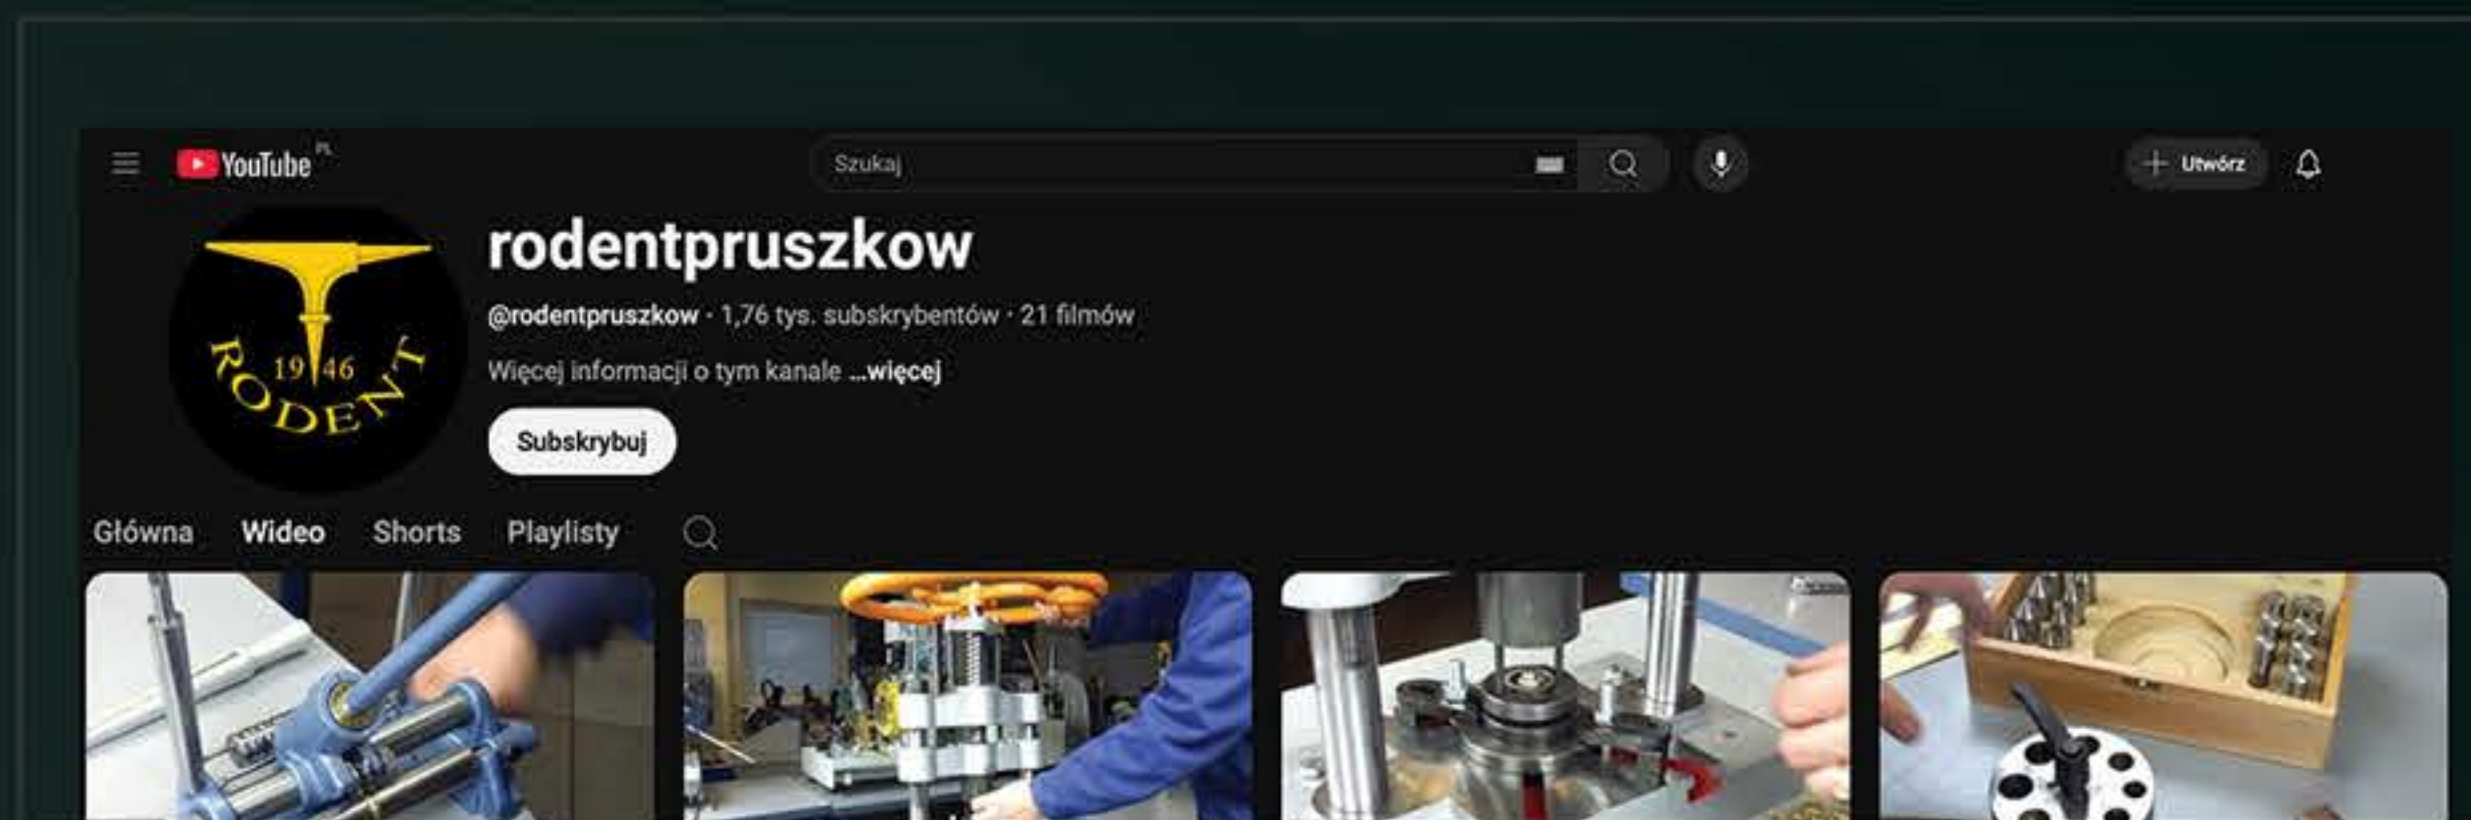 YouTube PL
Szukaj
Utwórz
rodentpruszkow
@rodentpruszkow · 1,76 tys. subskrybentów · 21 filmów
Więcej informacji o tym kanale ...więcej
Subskrybuj
19 46
RODENT
Główna Wideo Shorts Playlisty